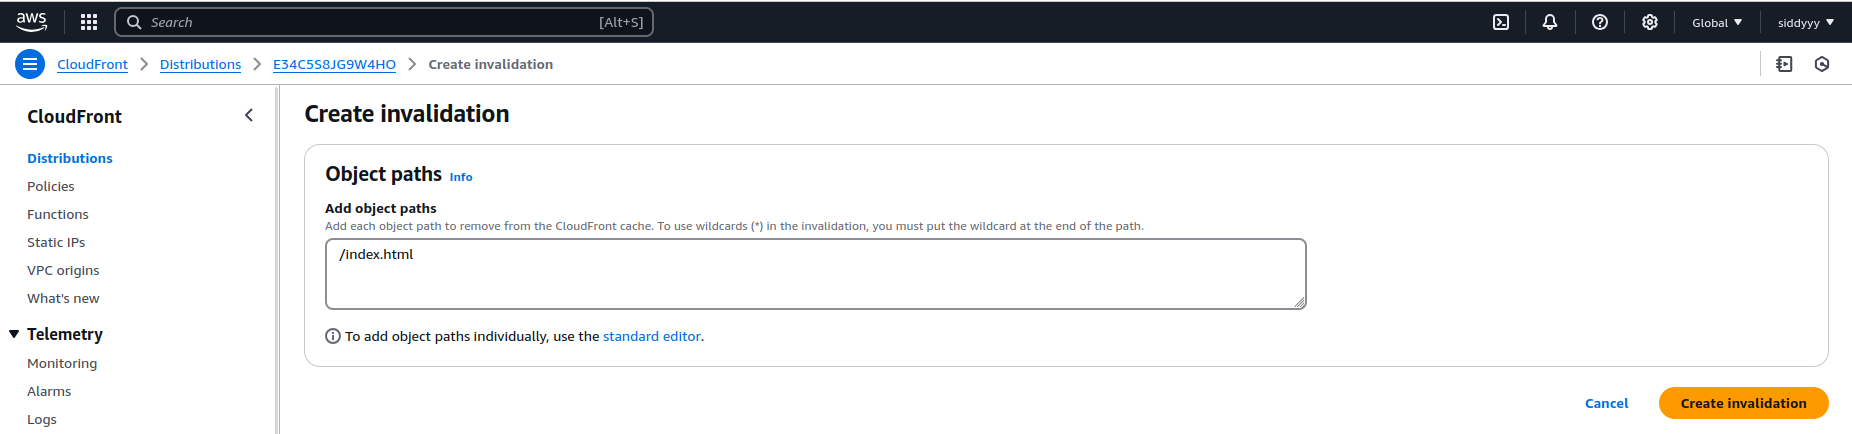 aws Search [Alt+S] Global siddyyy
CloudFront Distributions E34C5S8JG9W4HO Create invalidation
CloudFront
Distributions
Policies
Functions
Static IPs
VPC origins
What's new
Telemetry
Monitoring
Alarms
Logs
Create invalidation
Object paths Info
Add object paths
Add each object path to remove from the CloudFront cache. To use wildcards (*) in the invalidation, you must put the wildcard at the end of the path.
/index.html
To add object paths individually, use the standard editor.
Cancel Create invalidation